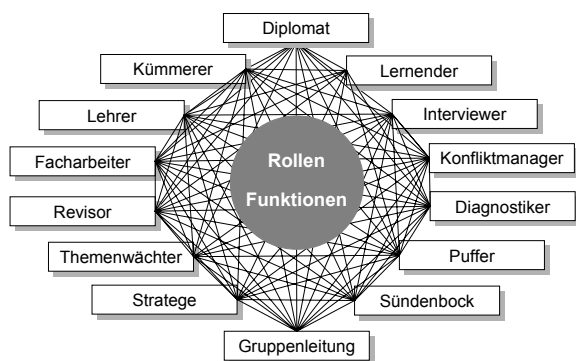 Diplomat
Kümmerer
Lernender
Lehrer
Interviewer
Facharbeiter
Rollen
Konfliktmanager
Funktionen
Revisor
Diagnostiker
Themenwächter
Puffer
Stratege
Sündenbock
Gruppenleitung